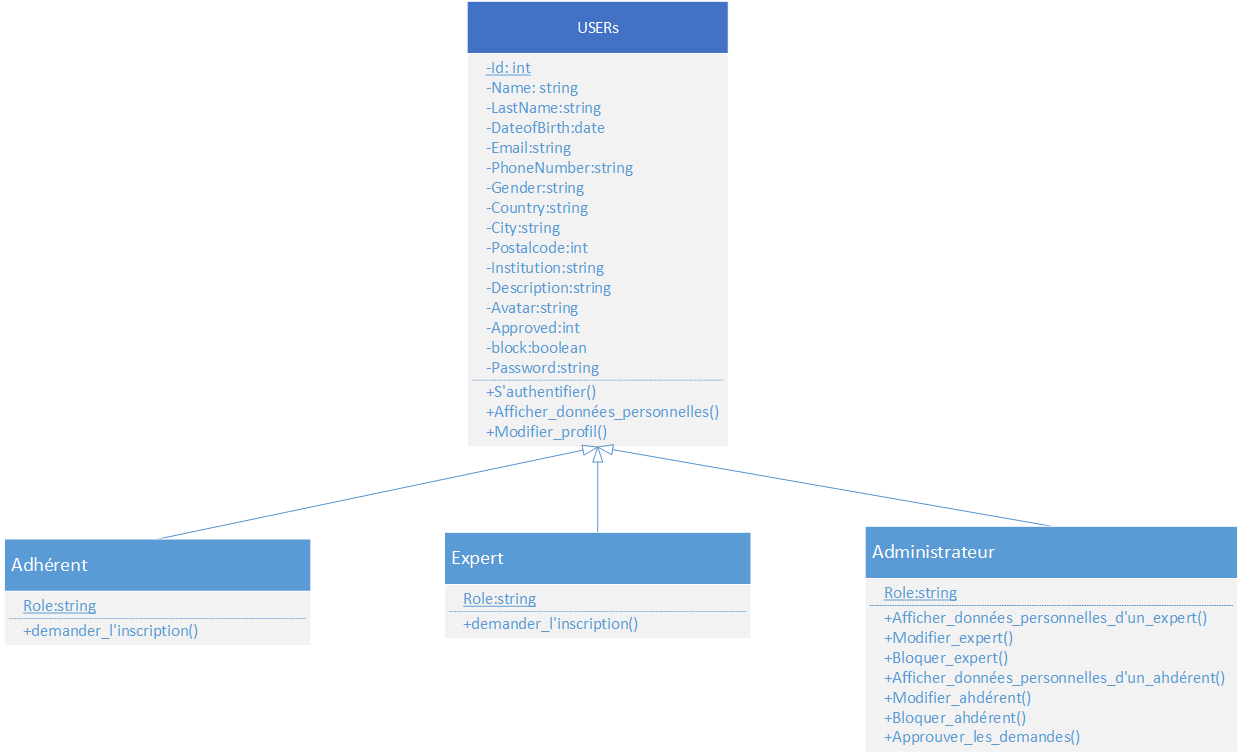 USERs
-Id: int
-Name: string
-LastName:string
-DateofBirth:date
-Email:string
-PhoneNumber:string
-Gender:string
-Country:string
-City:string
-Postalcode:int
-Institution:string
-Description:string
-Avatar:string
-Approved:int
-block:boolean
-Password:string
+S'authentifier()
+Afficher_données_personnelles()
+Modifier_profil()
Adhérent
Role:string
+demander_l'inscription()
Expert
Role:string
+demander_l'inscription()
Administrateur
Role:string
+Afficher_données_personnelles_d'un_expert()
+Modifier_expert()
+Bloquer_expert()
+Afficher_données_personnelles_d'un_ahdérent()
+Modifier_ahdérent()
+Bloquer_ahdérent()
+Approuver_les_demandes()